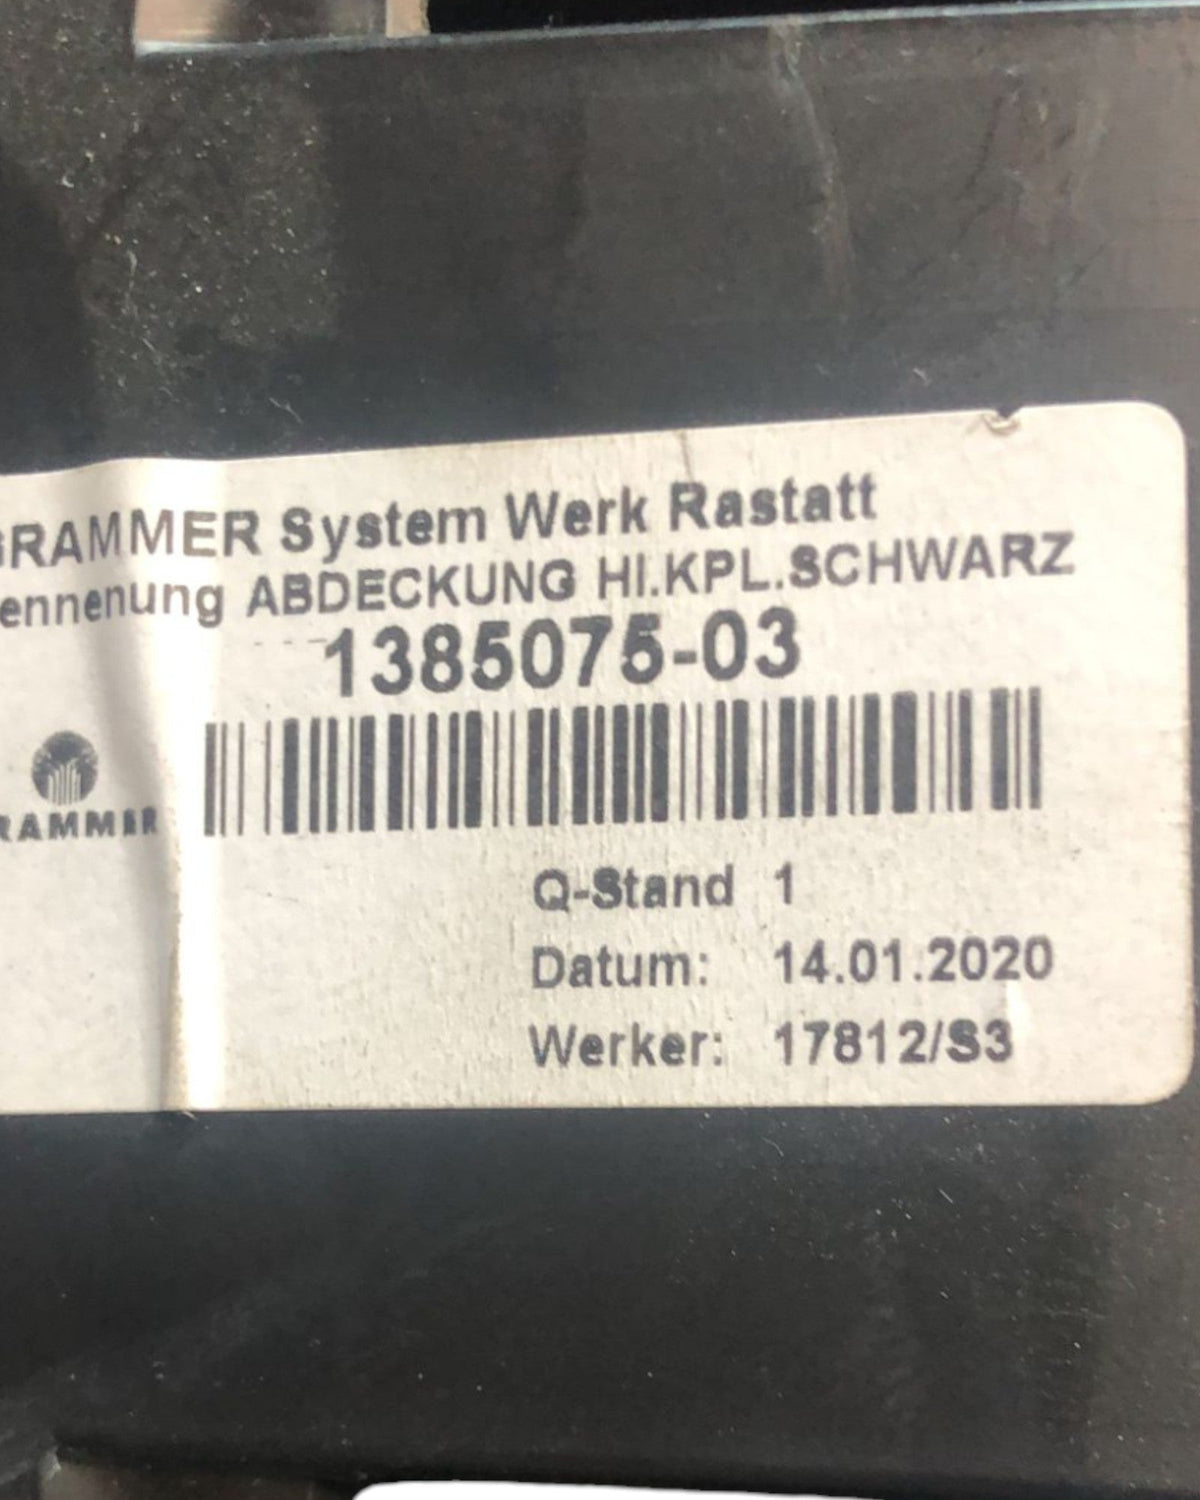 GRAMMER System Werk Rastatt
ennenung ABDECKUNG HI.KPL.SCHWARZ
1385075-03
RAMMER
Q-Stand 1
Datum: 14.01.2020
Werker: 17812/S3